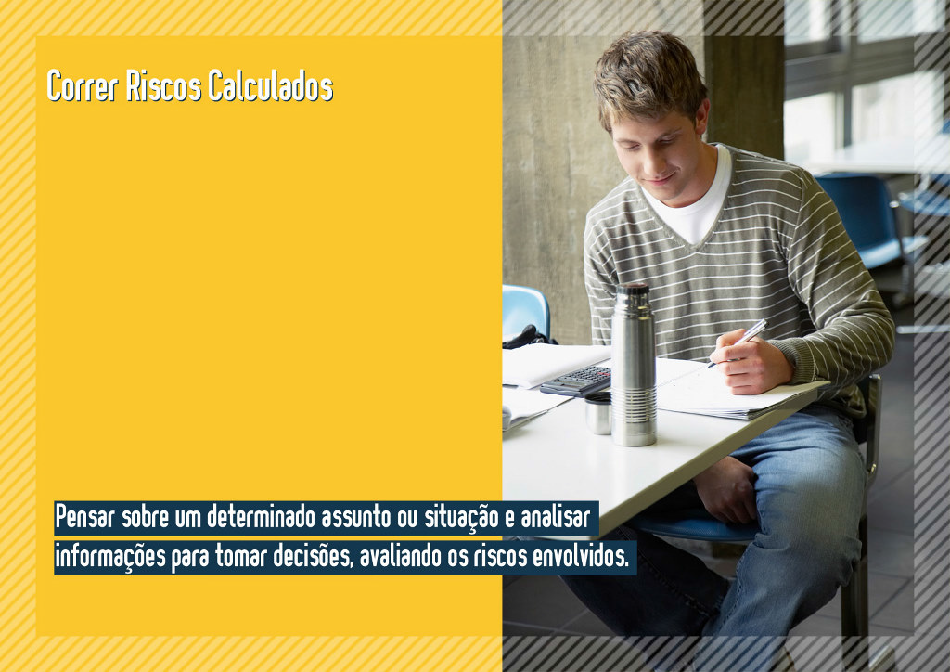 Correr Riscos Calculados
Pensar sobre um determinado assunto ou situação e analisar
informações para tomar decisões, avaliando os riscos envolvidos.